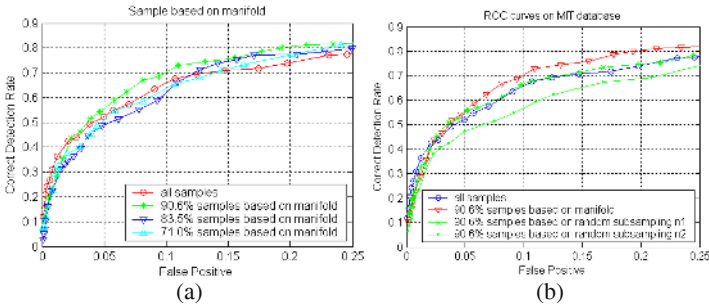 Sample based on manifold
0.9
0.8
0.7
0.6
0.5
0.4
0.3
0.2
0.1
0
Correct Detection Rate
all samples
90.6% samples based on manifold
83.5% samples based on manifold
71.0% samples based on manifold
0
0.05
0.1
0.15
0.2
0.25
False Positive
(a)
ROC curves on MIT database
0.9
0.8
0.7
0.6
0.5
0.4
0.3
0.2
0.1
0
Correct Detection Rate
all samples
90.6% samples based on manifold
90.6% samples based on random subsampling n1
90.6% samples based on random subsampling n2
0
0.05
0.1
0.15
0.2
0.25
False Positive
(b)